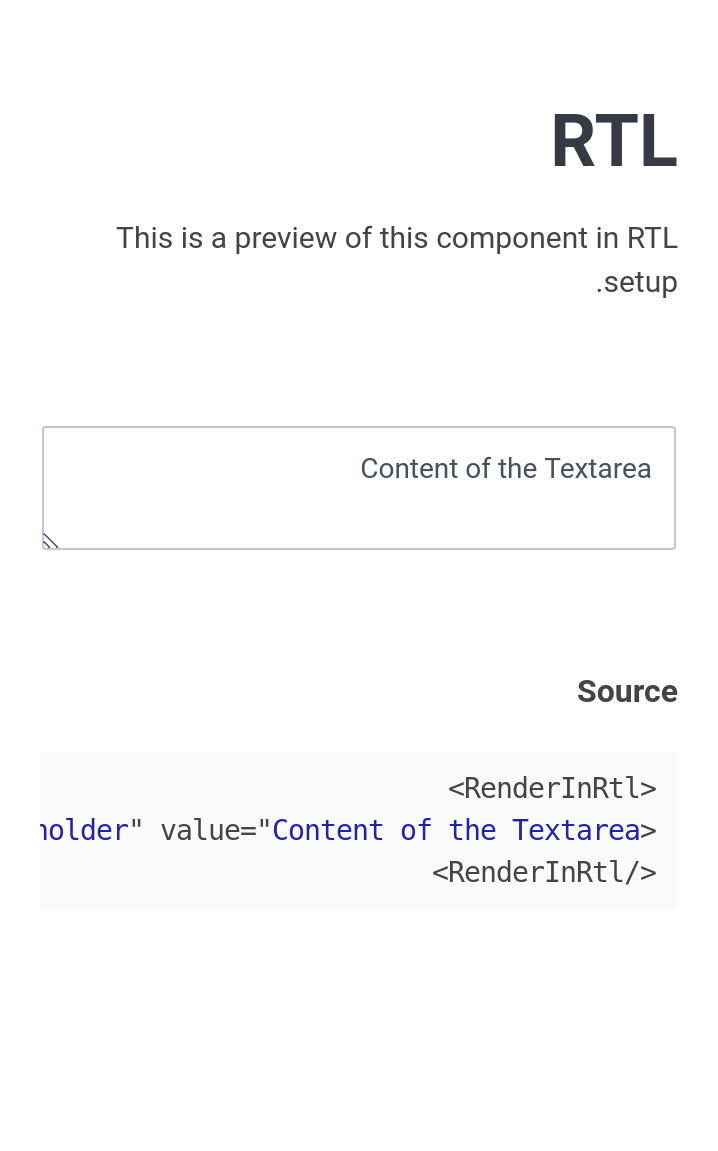 RTL
This is a preview of this component in RTL
.setup
Content of the Textarea
Source
<RenderInRtl>
holder" value="Content of the Textarea>
<RenderInRtl/>